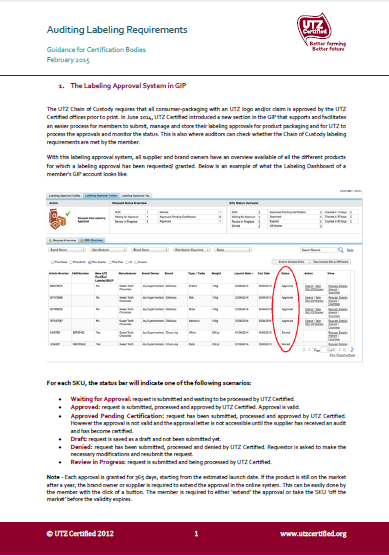 Auditing Labeling Requirements
Guidance for Certification Bodies
February 2015
UTZ
Certified
Better farming
Better future
1. The Labeling Approval System in GIP
The UTZ Chain of Custody requires that all consumer-packaging with an UTZ logo and/or claim is approved by the UTZ
Certified offices prior to print. In June 2014, UTZ Certified introduced a new section in the GIP that supports and facilitates
an easier process for members to submit, manage and store their labeling approvals for product packaging and for UTZ to
process the approvals and monitor the status. This is also where auditors can check whether the Chain of Custody labeling
requirements are met by the member.
With this labeling approval system, all supplier and brand owners have an overview available of all the different products
for which a labeling approval has been requested/ granted. Below is an example of what the Labeling Dashboard of a
member's GIP account looks like:
Request Status Overview
SKU Status Overview
Status
Approved
Approved
Approved
Approved
Approved
Denied
For each SKU, the status bar will indicate one of the following scenarios:
• Waiting for Approval: request is submitted and waiting to be processed by UTZ Certified.
• Approved: request is submitted, processed and approved by UTZ Certified. Approval is valid.
• Approved Pending Certification: request has been submitted, processed and approved by UTZ Certified.
However the approval is not valid and the approval letter is not accessible until the supplier has received an audit
and has become certified.
• Draft: request is saved as a draft and not been submitted yet.
• Denied: request has been submitted, processed and denied by UTZ Certified. Requestor is asked to make the
necessary modifications and resubmit the request.
• Review in Progress: request is submitted and being processed by UTZ Certified.
Note - Each approval is granted for 365 days, starting from the estimated launch date. If the product is still on the market
after a year, the brand owner or supplier is required to extend the approval in the online system. This can be easily done by
the member with the click of a button. The member is required to either 'extend' the approval or take the SKU 'off the
market' before the validity expires.
© UTZ Certified 2012
1
www.utzcertified.org